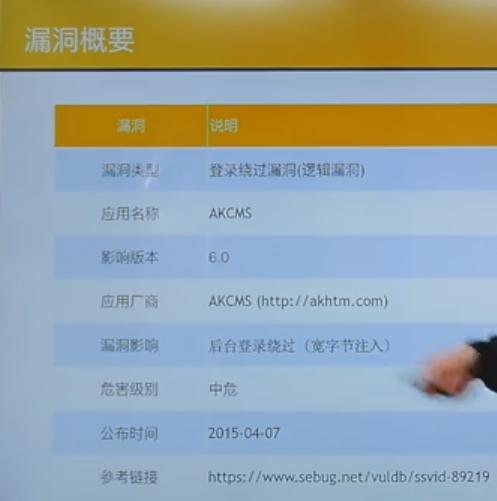 漏洞概要
漏洞 说明
漏洞类型 登录绕过漏洞(逻辑漏洞)
应用名称 AKCMS
影响版本 6.0
应用厂商 AKCMS (http://akhtm.com)
漏洞影响 后台登录绕过（宽字节注入）
危害级别 中危
公布时间 2015-04-07
参考链接 https://www.sebug.net/vuldb/ssvid-89219